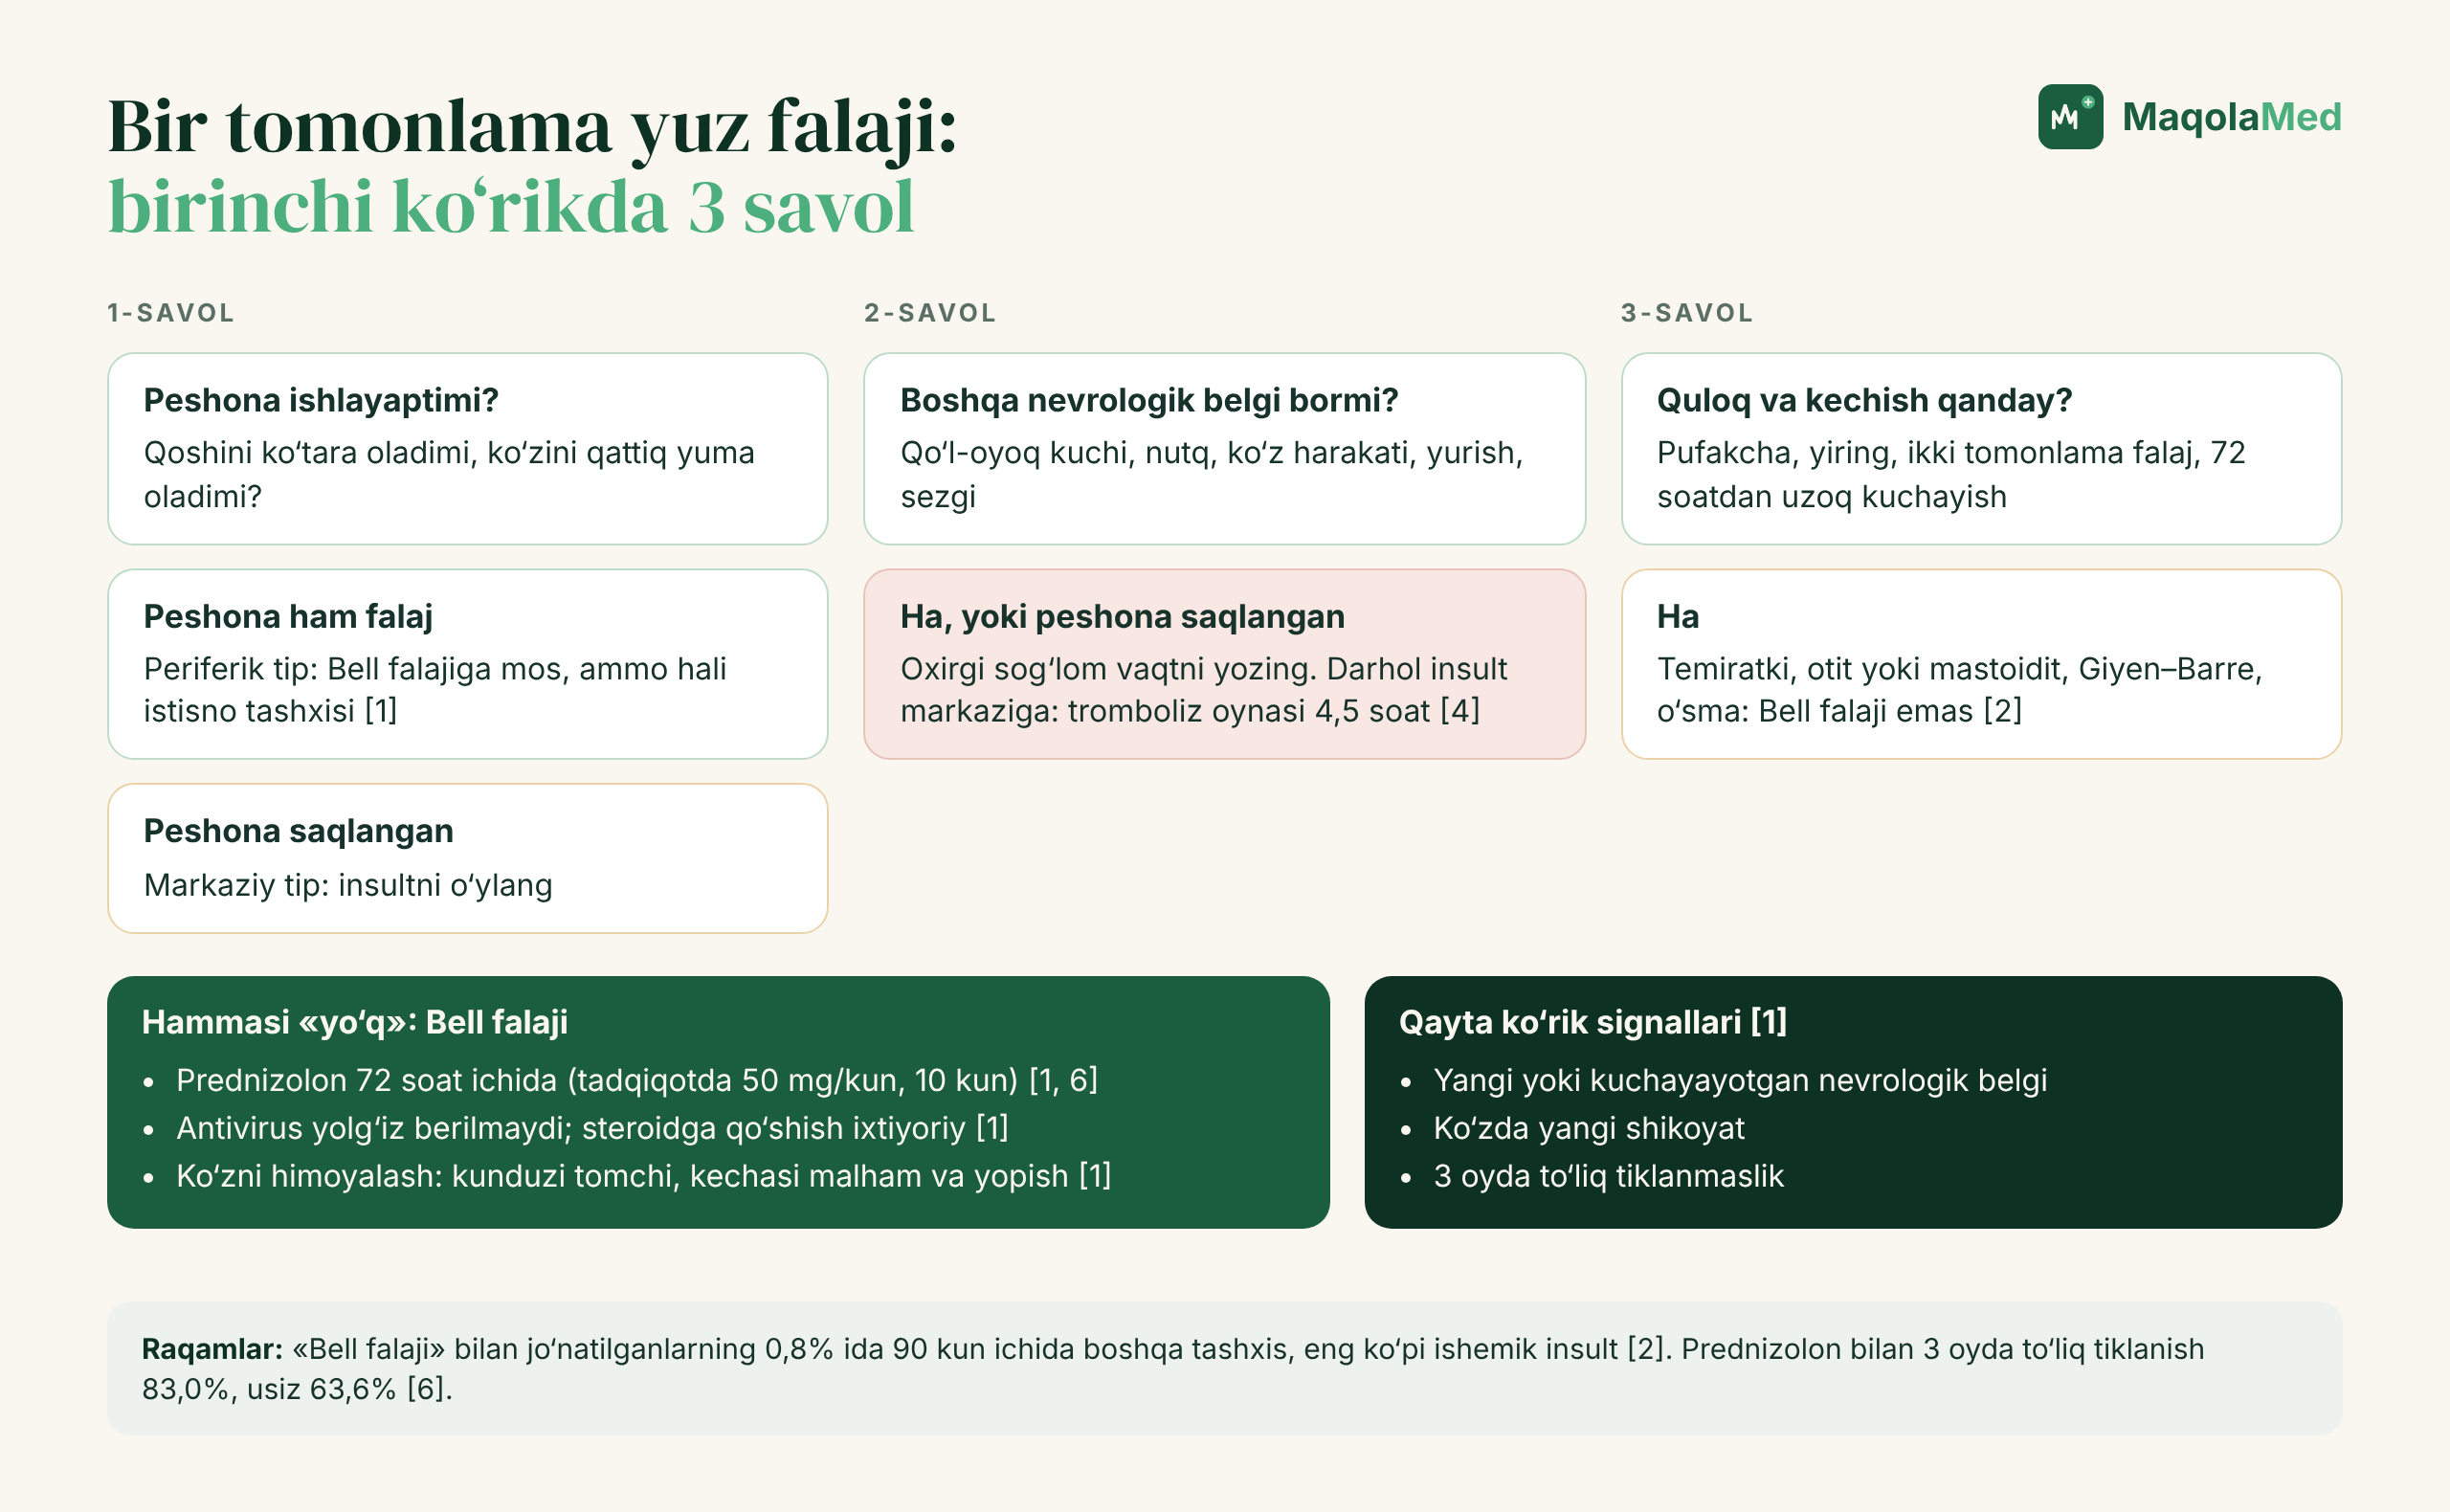 Bir tomonlama yuz falaji:
birinchi ko‘rikda 3 savol
MaqolaMed
1-SAVOL
Peshona ishlayaptimi?
Qoshini ko‘tara oladimi, ko‘zini qattiq yuma
oladimi?
Peshona ham falaj
Periferik tip: Bell falajiga mos, ammo hali
istisno tashxisi [1]
Peshona saqlangan
Markaziy tip: insultni o‘ylang
2-SAVOL
Boshqa nevrologik belgi bormi?
Qo‘l-oyoq kuchi, nutq, ko‘z harakati, yurish,
sezgi
Ha, yoki peshona saqlangan
Oxirgi sog‘lom vaqtni yozing. Darhol insult
markaziga: tromboliz oynasi 4,5 soat [4]
3-SAVOL
Quloq va kechish qanday?
Pufakcha, yiring, ikki tomonlama falaj, 72
soatdan uzoq kuchayish
Ha
Temiratki, otit yoki mastoidit, Giyen–Barre,
o‘sma: Bell falaji emas [2]
Hammasi «yo‘q»: Bell falaji
• Prednizolon 72 soat ichida (tadqiqotda 50 mg/kun, 10 kun) [1, 6]
• Antivirus yolg‘iz berilmaydi; steroidga qo‘shish ixtiyoriy [1]
• Ko‘zni himoyalash: kunduzi tomchi, kechasi malham va yopish [1]
Qayta ko‘rik signallari [1]
• Yangi yoki kuchayayotgan nevrologik belgi
• Ko‘zda yangi shikoyat
• 3 oyda to‘liq tiklanmaslik
Raqamlar: «Bell falaji» bilan jo‘natilganlarning 0,8% ida 90 kun ichida boshqa tashxis, eng ko‘pi ishemik insult [2]. Prednizolon bilan 3 oyda to‘liq tiklanish
83,0%, usiz 63,6% [6].